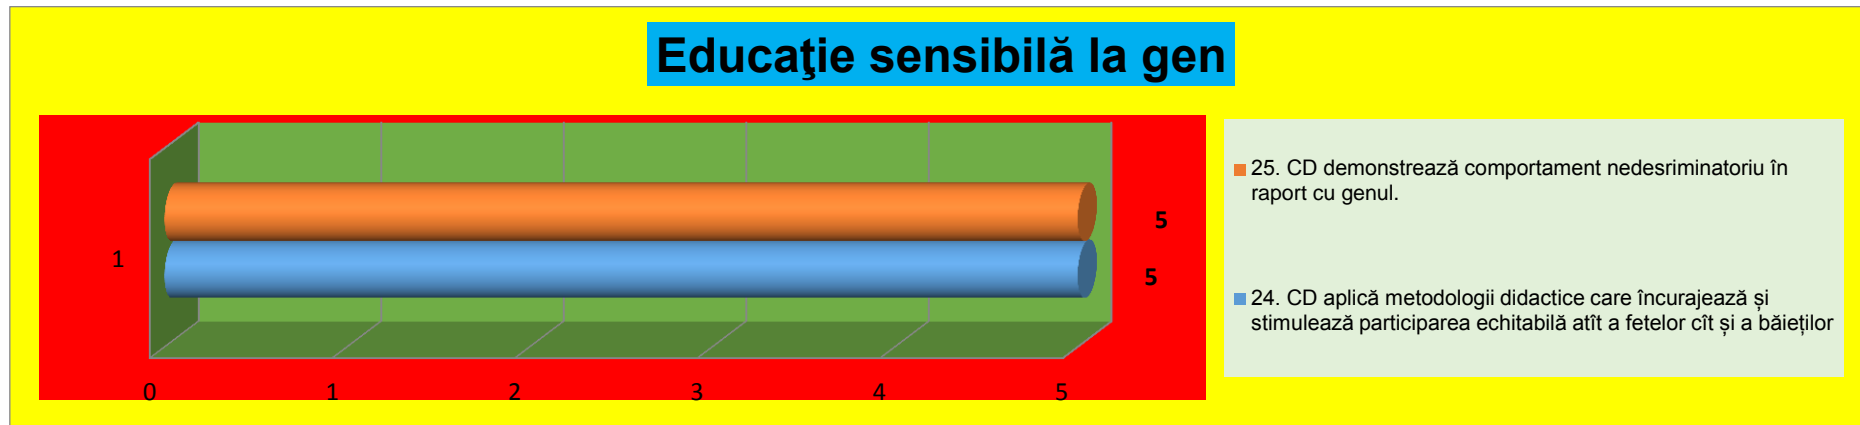 Educaţie sensibilă la gen
5
1
5
0 1 2 3 4 5
25. CD demonstrează comportament nedesriminatoriu în
raport cu genul.
24. CD aplică metodologii didactice care încurajează și
stimulează participarea echitabilă atît a fetelor cît și a băieților